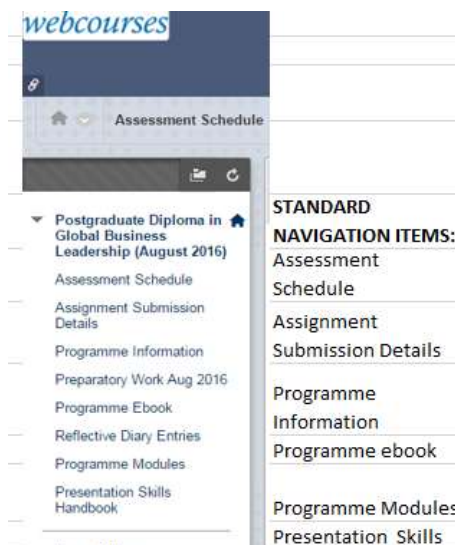 webcourses
Assessment Schedule
Postgraduate Diploma in
Global Business
Leadership (August 2016)
Assessment Schedule
Assignment Submission
Details
Programme Information
Preparatory Work Aug 2016
Programme Ebook
Reflective Diary Entries
Programme Modules
Presentation Skills
Handbook
STANDARD
NAVIGATION ITEMS:
Assessment
Schedule
Assignment
Submission Details
Programme
Information
Programme ebook
Programme Modules
Presentation Skills